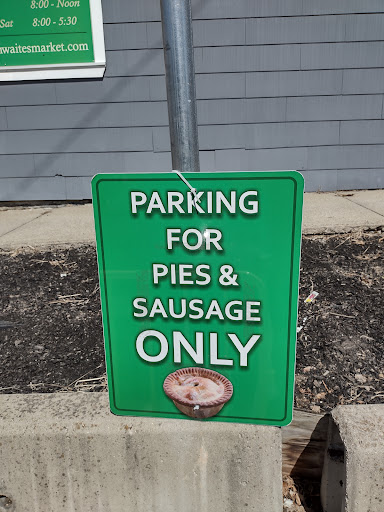 8:00 - Noon
Sat 8:00 - 5:30
waitesmarket.com
PARKING
FOR
PIES &
SAUSAGE
ONLY